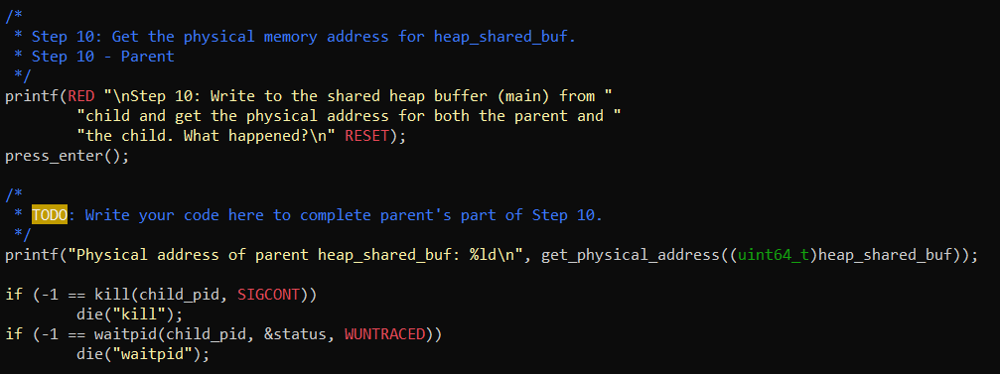 /*
 * Step 10: Get the physical memory address for heap_shared_buf.
 * Step 10 - Parent
 */
printf(RED "\nStep 10: Write to the shared heap buffer (main) from "
        "child and get the physical address for both the parent and "
        "the child. What happened?\n" RESET);
press_enter();

/*
 * TODO: Write your code here to complete parent's part of Step 10.
 */
printf("Physical address of parent heap_shared_buf: %ld\n", get_physical_address((uint64_t)heap_shared_buf));

if (-1 == kill(child_pid, SIGCONT))
        die("kill");
if (-1 == waitpid(child_pid, &status, WUNTRACED))
        die("waitpid");